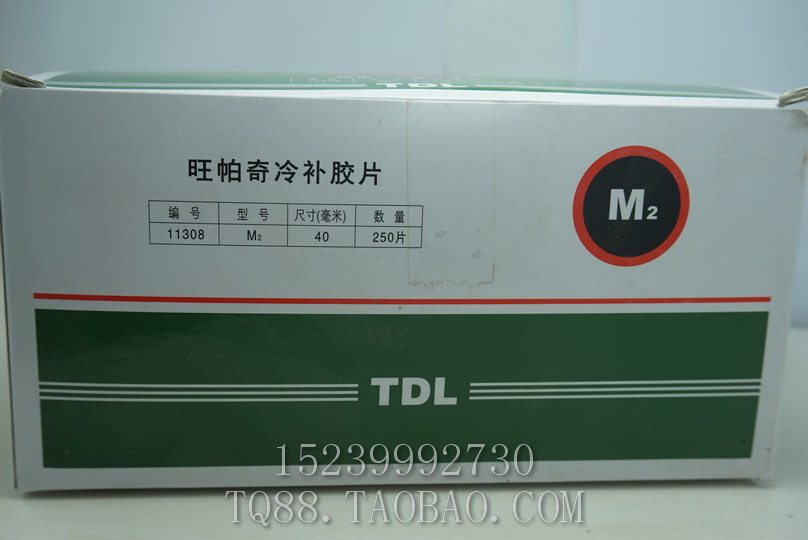 TDL
旺帕奇冷补胶片
编号 型号 尺寸(毫米) 数量
11308 M₂ 40 250片
M₂
TDL
15239992730
TQ88.TAOBAO.COM